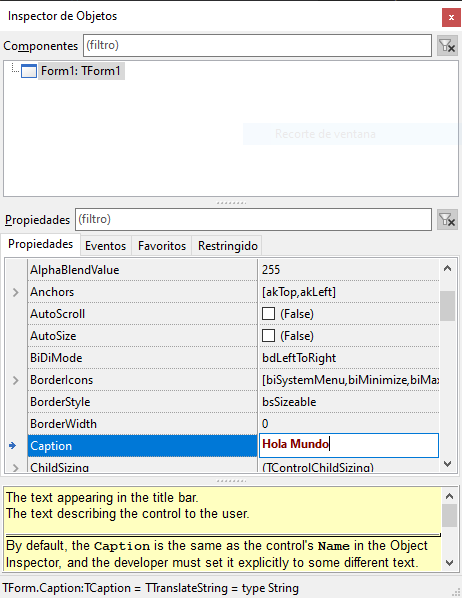 Inspector de Objetos
Componentes (filtro)
Form1: TForm1
Recorte de ventana
Propiedades (filtro)
Propiedades Eventos Favoritos Restringido
AlphaBlendValue 255
Anchors [akTop,akLeft]
AutoScroll (False)
AutoSize (False)
BiDiMode bdLeftToRight
BorderIcons [biSystemMenu,biMinimize,biMax
BorderStyle bsSizeable
BorderWidth 0
Caption Hola Mundo
ChildSizing (TControlChildSizing)
The text appearing in the title bar.
The text describing the control to the user.
By default, the Caption is the same as the control's Name in the Object
Inspector, and the developer must set it explicitly to some different text.
TForm.Caption:TCaption = TTranslateString = type String